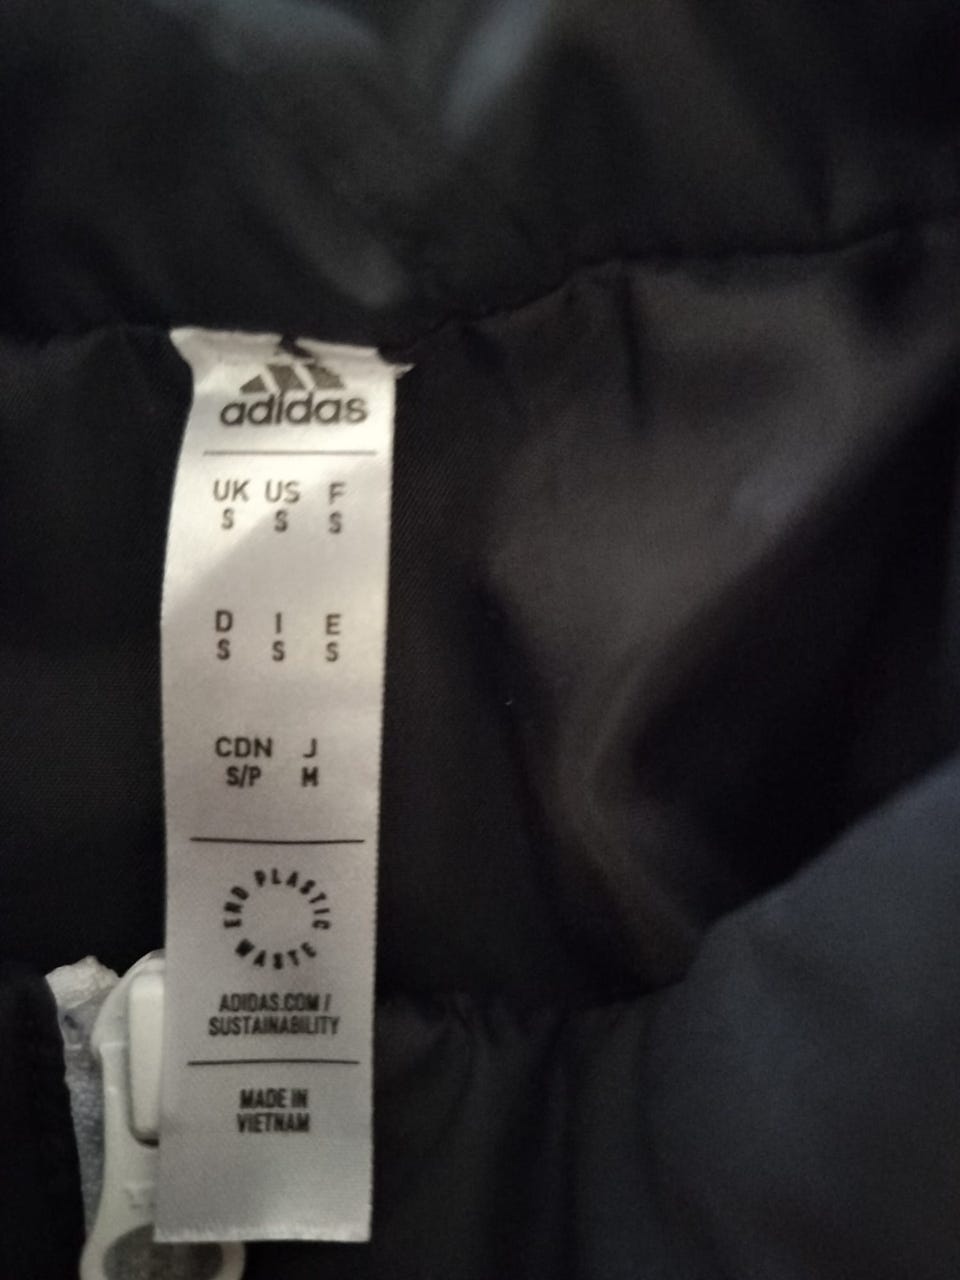 adidas
UK US F
S S S
D I E
S S S
CDN J
S/P M
END PLASTIC WASTE
ADIDAS.COM/
SUSTAINABILITY
MADE IN
VIETNAM